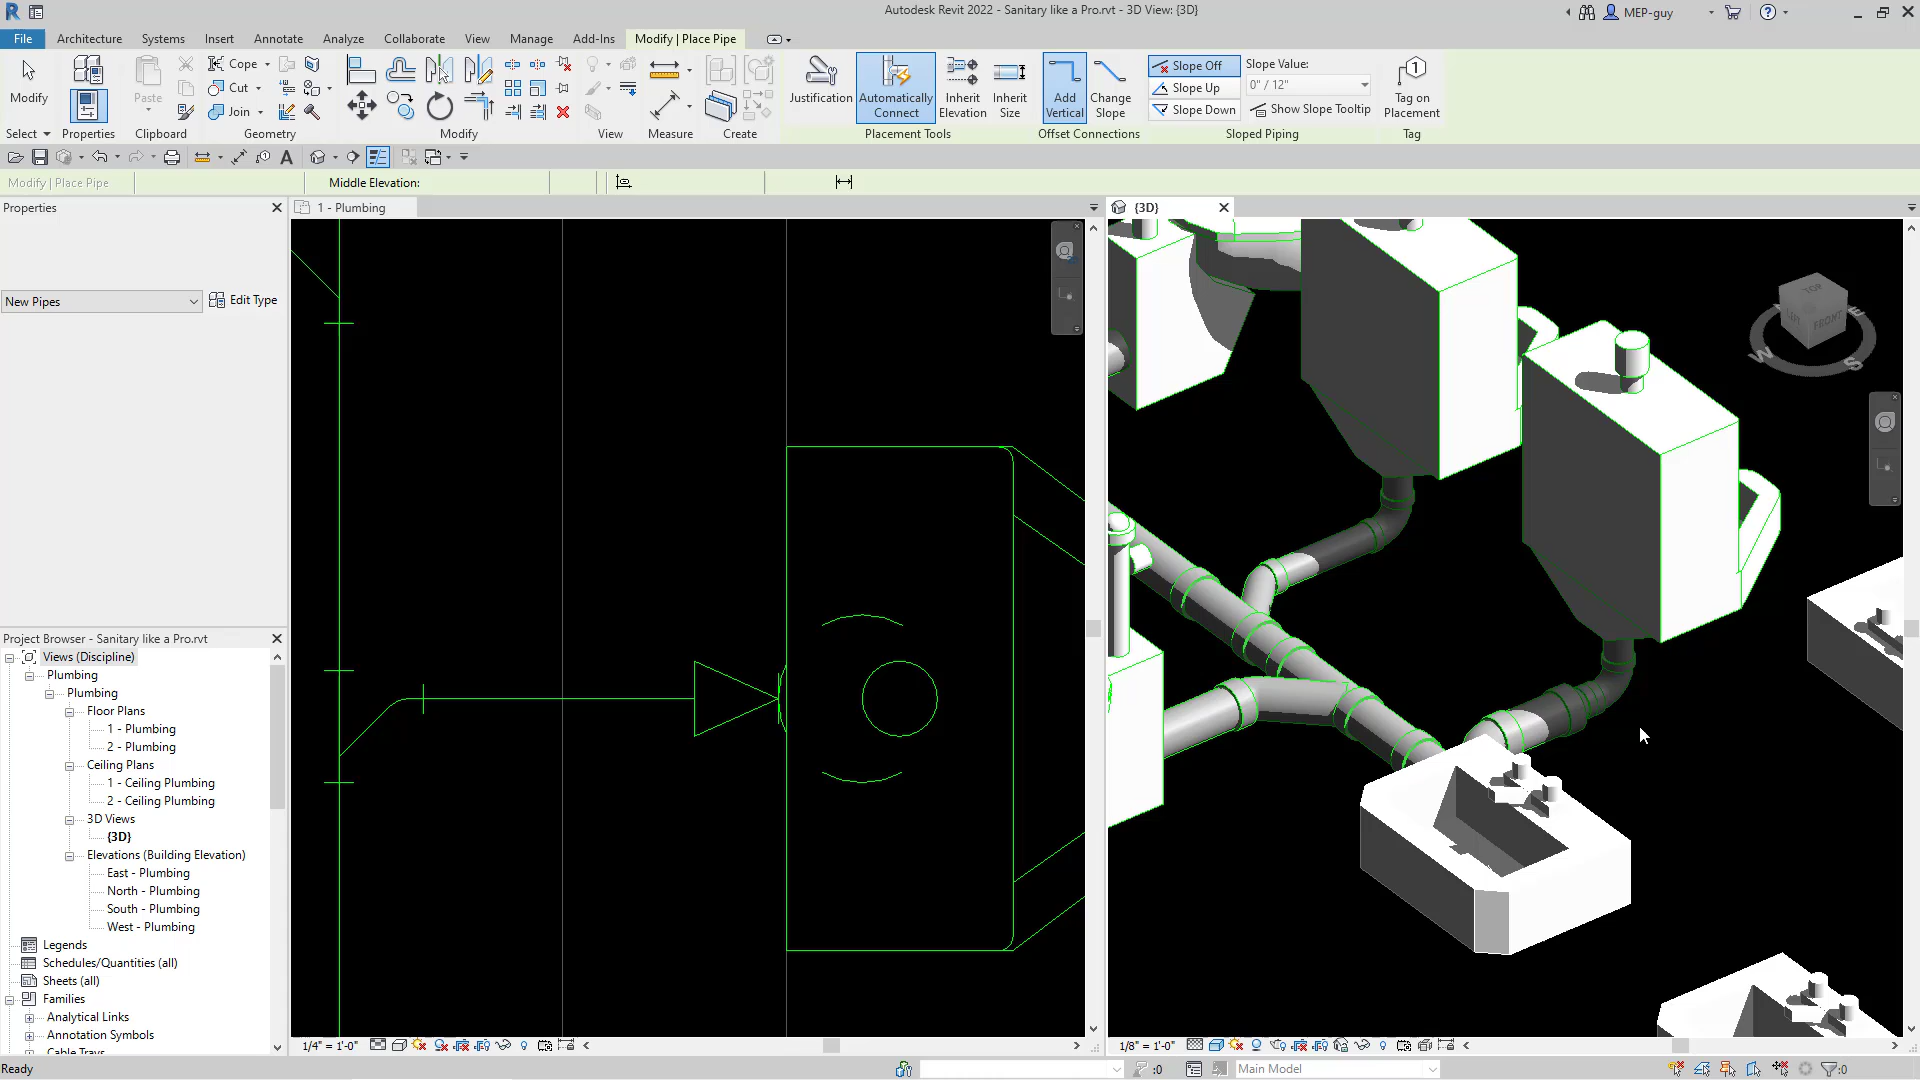 Autodesk Revit 2022 - Sanitary like a Pro.rvt - 3D View: {3D}
MEP-guy
File Architecture Systems Insert Annotate Analyze Collaborate View Manage Add-Ins Modify | Place Pipe
Modify
Select
Properties
Paste
Clipboard
Cope
Cut
Join
Geometry
Modify
View
Measure
Create
Justification
Automatically Connect
Inherit Elevation
Inherit Size
Placement Tools
Add Vertical
Change Slope
Offset Connections
Slope Off
Slope Up
Slope Down
Slope Value:
0" / 12"
Show Slope Tooltip
Sloped Piping
Tag on Placement
Tag
Modify | Place Pipe
Middle Elevation:
Properties
1 - Plumbing
{3D}
New Pipes
Edit Type
TOP
LEFT
FRONT
W
S
E
Project Browser - Sanitary like a Pro.rvt
Views (Discipline)
Plumbing
Plumbing
Floor Plans
1 - Plumbing
2 - Plumbing
Ceiling Plans
1 - Ceiling Plumbing
2 - Ceiling Plumbing
3D Views
{3D}
Elevations (Building Elevation)
East - Plumbing
North - Plumbing
South - Plumbing
West - Plumbing
Legends
Schedules/Quantities (all)
Sheets (all)
Families
Analytical Links
Annotation Symbols
Cable Trays
1/4" = 1'-0"
1/8" = 1'-0"
Ready
:0
Main Model
:0